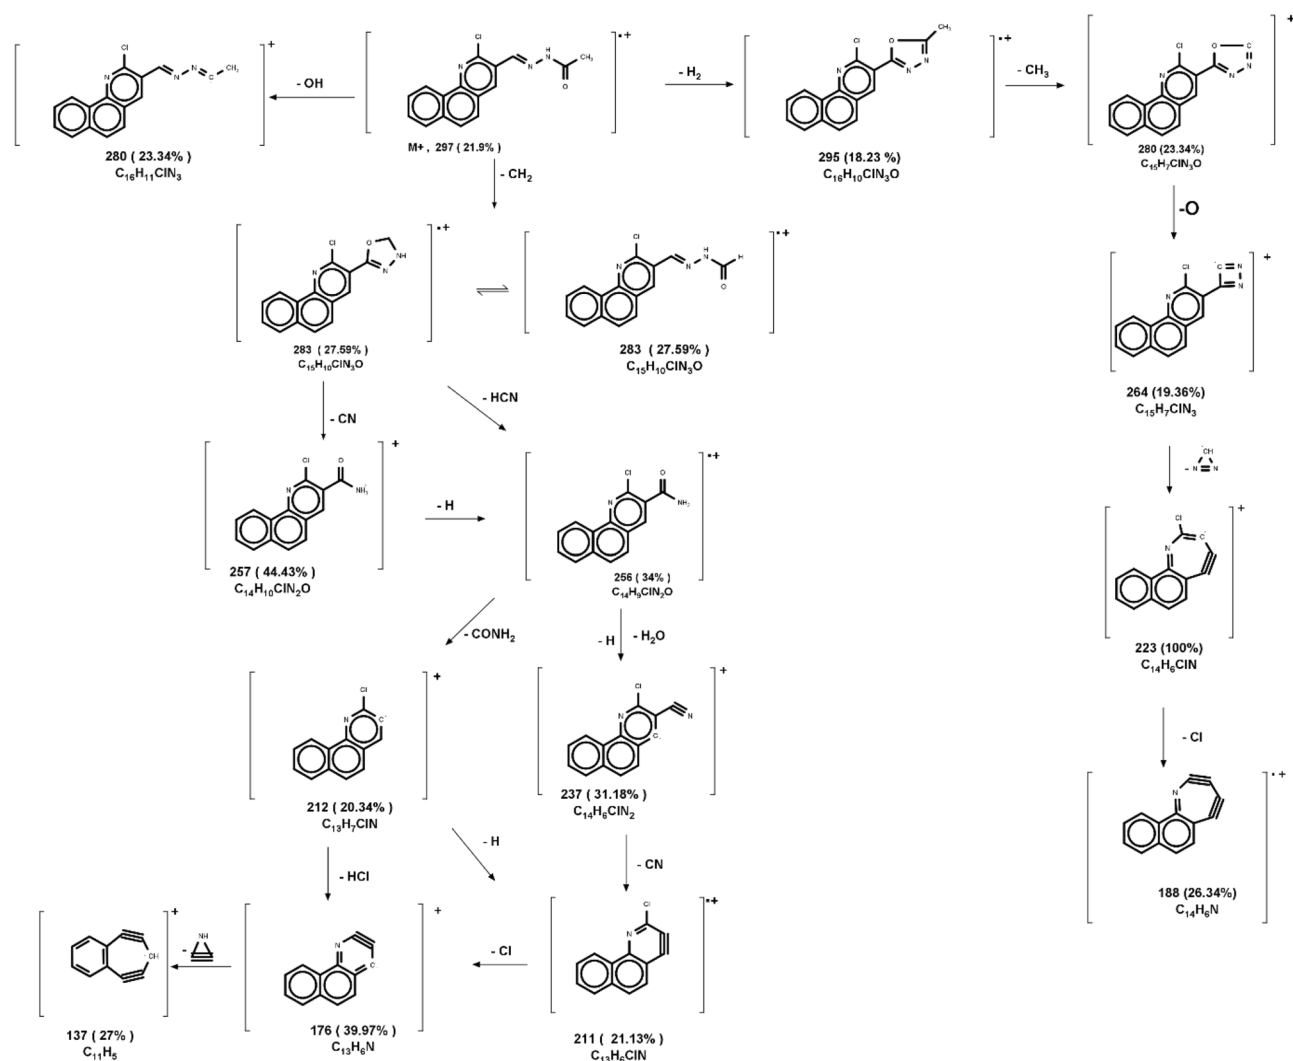 - OH
- H₂
- CH₃
280 ( 23.34% )
C₁₆H₁₁ClN₃
M+ , 297 ( 21.9% )
295 (18.23 %)
C₁₆H₁₀ClN₃O
280 (23.34%)
C₁₅H₇ClN₃O
- CH₂
-O
283 ( 27.59%)
C₁₅H₁₀ClN₃O
283 ( 27.59%)
C₁₅H₁₀ClN₃O
264 (19.36%)
C₁₅H₇ClN₃
- CN
- HCN
- H
257 ( 44.43%)
C₁₄H₁₀ClN₂O
256 ( 34%)
C₁₄H₉ClN₂O
223 (100%)
C₁₄H₆ClN
- CONH₂
- H
- H₂O
- Cl
212 ( 20.34%)
C₁₃H₇ClN
237 ( 31.18%)
C₁₄H₆ClN₂
188 (26.34%)
C₁₄H₆N
- HCl
- H
- CN
- Cl
137 ( 27%)
C₁₁H₅
176 ( 39.97%)
C₁₃H₆N
211 ( 21.13%)
C₁₃H₆ClN